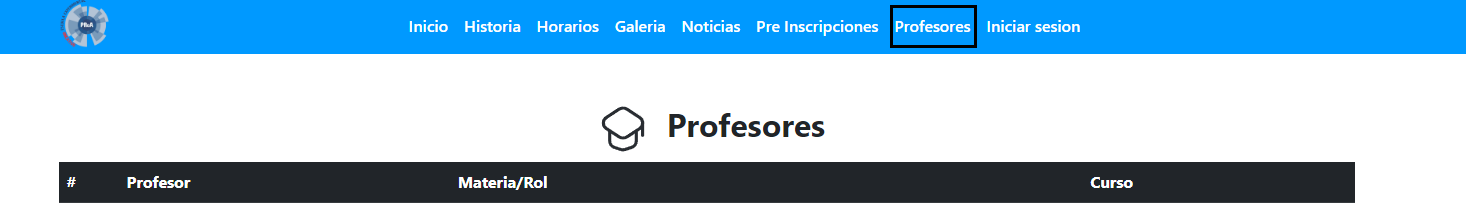 Inicio Historia Horarios Galeria Noticias Pre Inscripciones Profesores Iniciar sesion
Profesores
# Profesor Materia/Rol Curso